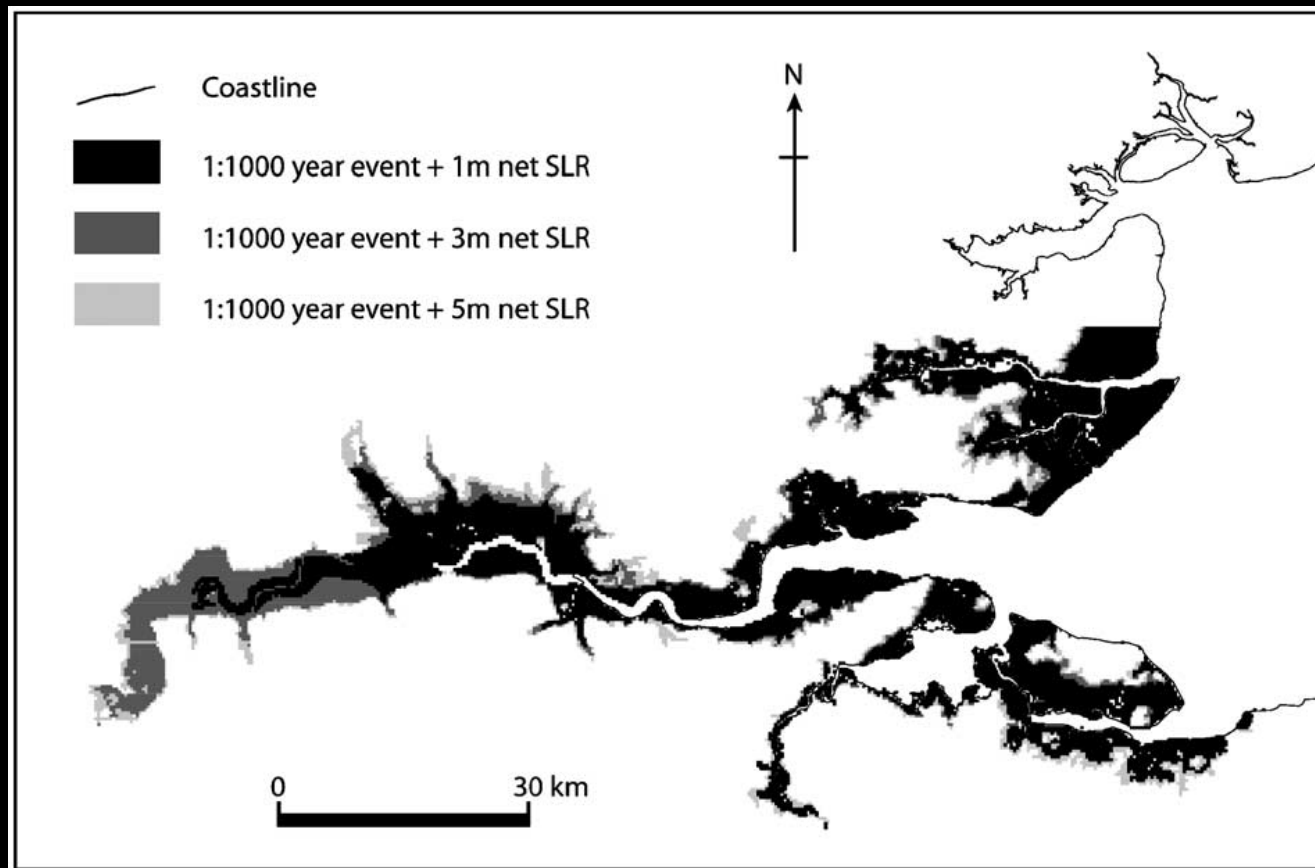 Coastline
1:1000 year event + 1m net SLR
1:1000 year event + 3m net SLR
1:1000 year event + 5m net SLR
N
0 30 km